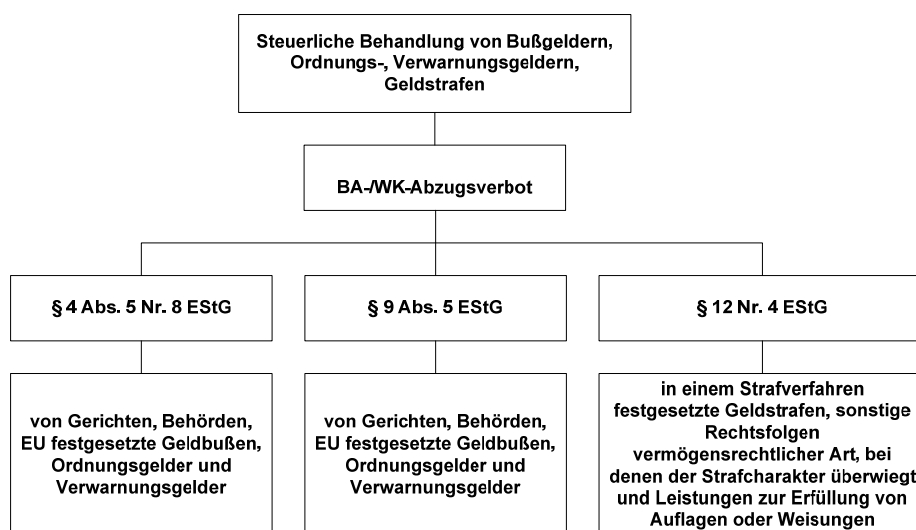 Steuerliche Behandlung von Bußgeldern,
Ordnungs-, Verwarnungsgeldern,
Geldstrafen
BA-/WK-Abzugsverbot
§ 4 Abs. 5 Nr. 8 EStG
§ 9 Abs. 5 EStG
§ 12 Nr. 4 EStG
von Gerichten, Behörden,
EU festgesetzte Geldbußen,
Ordnungsgelder und
Verwarnungsgelder
von Gerichten, Behörden,
EU festgesetzte Geldbußen,
Ordnungsgelder und
Verwarnungsgelder
in einem Strafverfahren
festgesetzte Geldstrafen, sonstige
Rechtsfolgen
vermögensrechtlicher Art, bei
denen der Strafcharakter überwiegt
und Leistungen zur Erfüllung von
Auflagen oder Weisungen